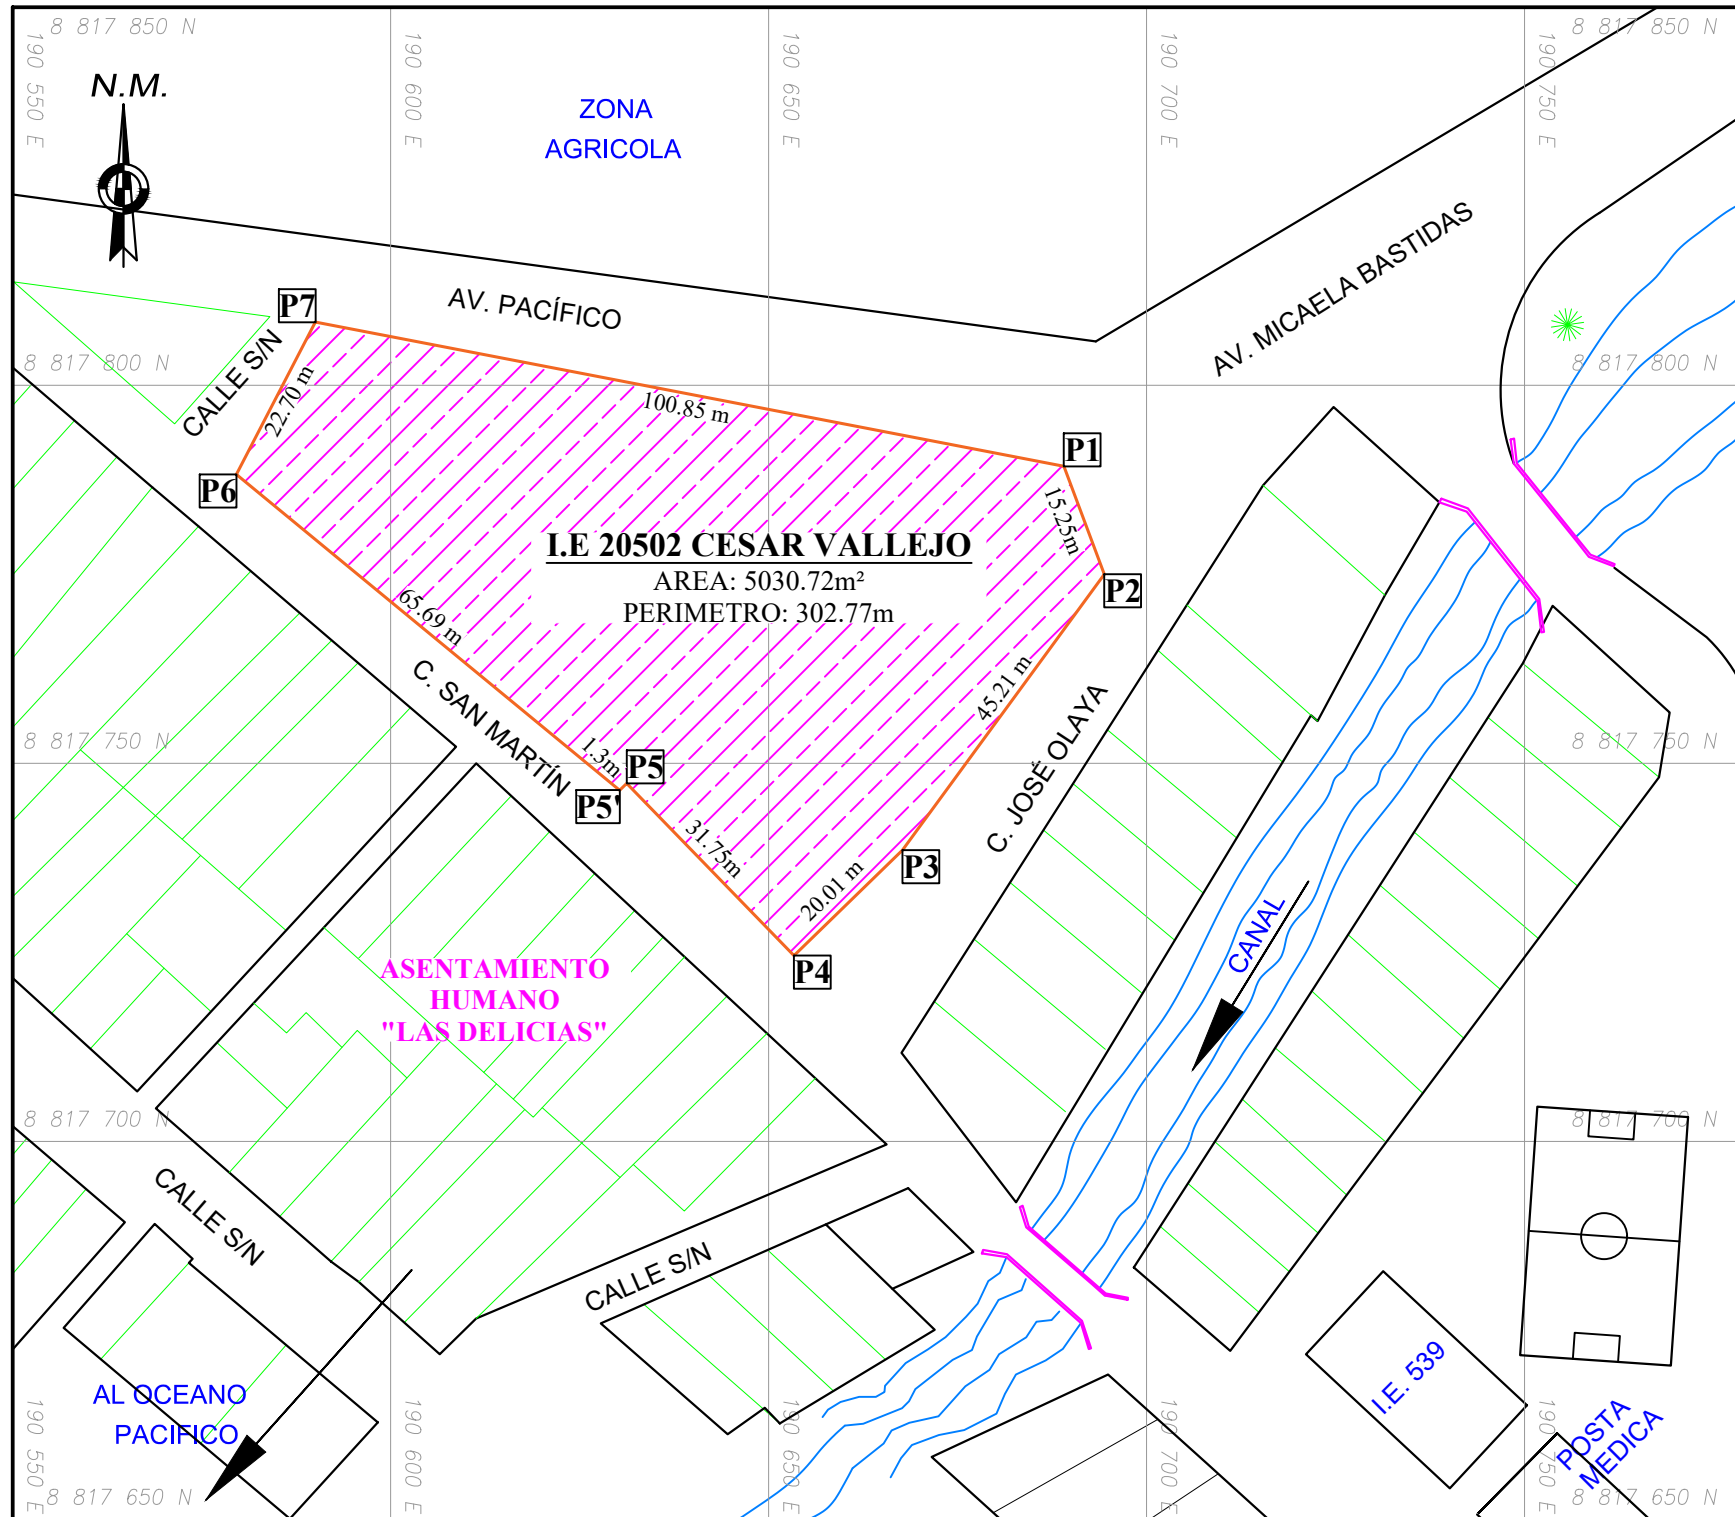 8 817 850 N
8 817 850 N
190 550 E
190 600 E
190 650 E
190 700 E
190 750 E
N.M.
ZONA
AGRICOLA
AV. MICAELA BASTIDAS
AV. PACÍFICO
P7
CALLE S/N
8 817 800 N
8 817 800 N
22.70 m
100.85 m
P1
P6
15.25m
I.E 20502 CESAR VALLEJO
AREA: 5030.72m²
PERIMETRO: 302.77m
P2
65.69 m
C. SAN MARTÍN
45.21 m
C. JOSÉ OLAYA
8 817 750 N
8 817 750 N
1.3m
P5
P5'
31.75m
P3
20.01 m
P4
CANAL
ASENTAMIENTO
HUMANO
"LAS DELICIAS"
8 817 700 N
8 817 700 N
CALLE S/N
CALLE S/N
I.E. 539
AL OCEANO
PACIFICO
POSTA
MEDICA
190 550 E
190 600 E
190 650 E
190 700 E
190 750 E
8 817 650 N
8 817 650 N